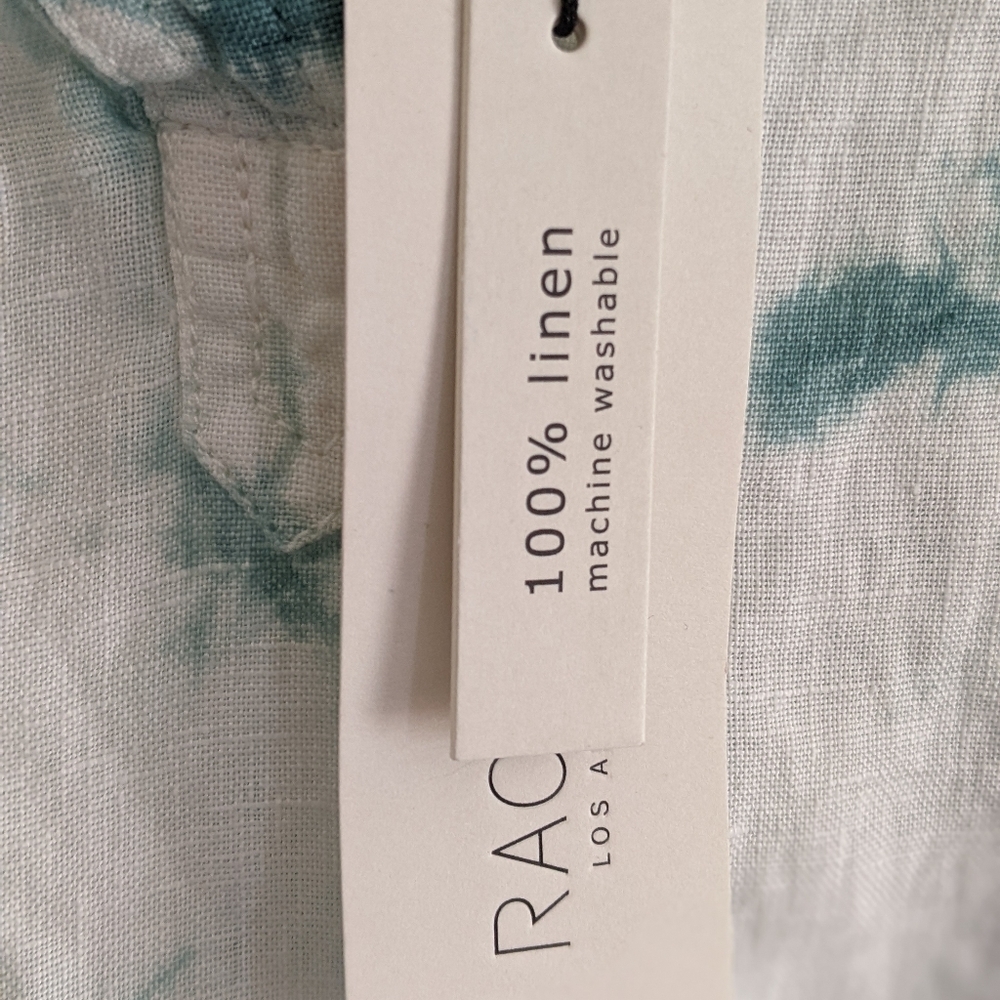 100% linen
machine washable
RAC
LOS A